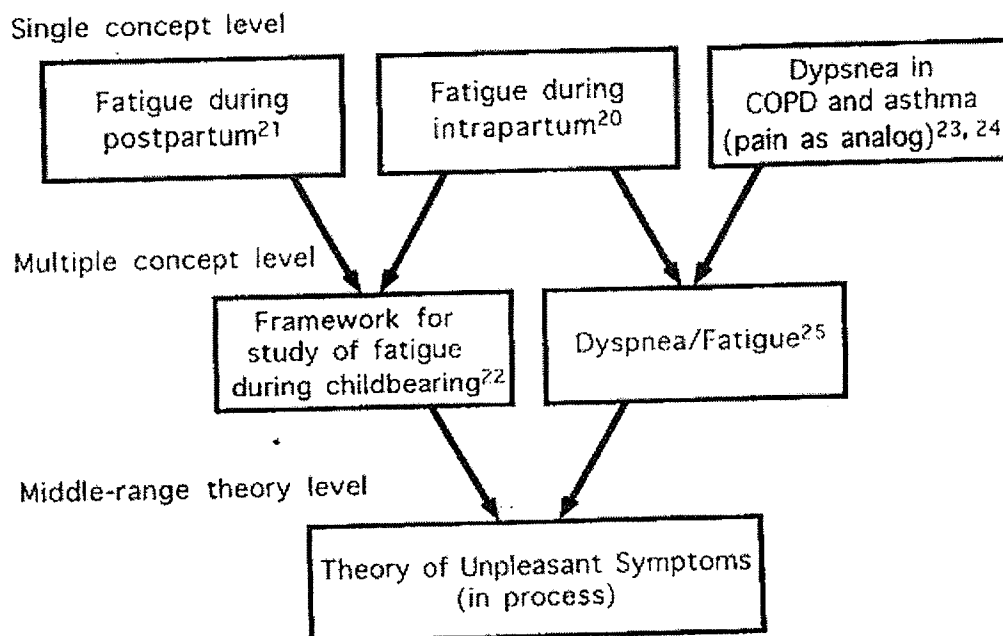 Single concept level
Fatigue during
postpartum21
Fatigue during
intrapartum20
Dypsnea in
COPD and asthma
(pain as analog)23, 24
Multiple concept level
Framework for
study of fatigue
during childbearing22
Dyspnea/Fatigue25
Middle-range theory level
Theory of Unpleasant Symptoms
(in process)